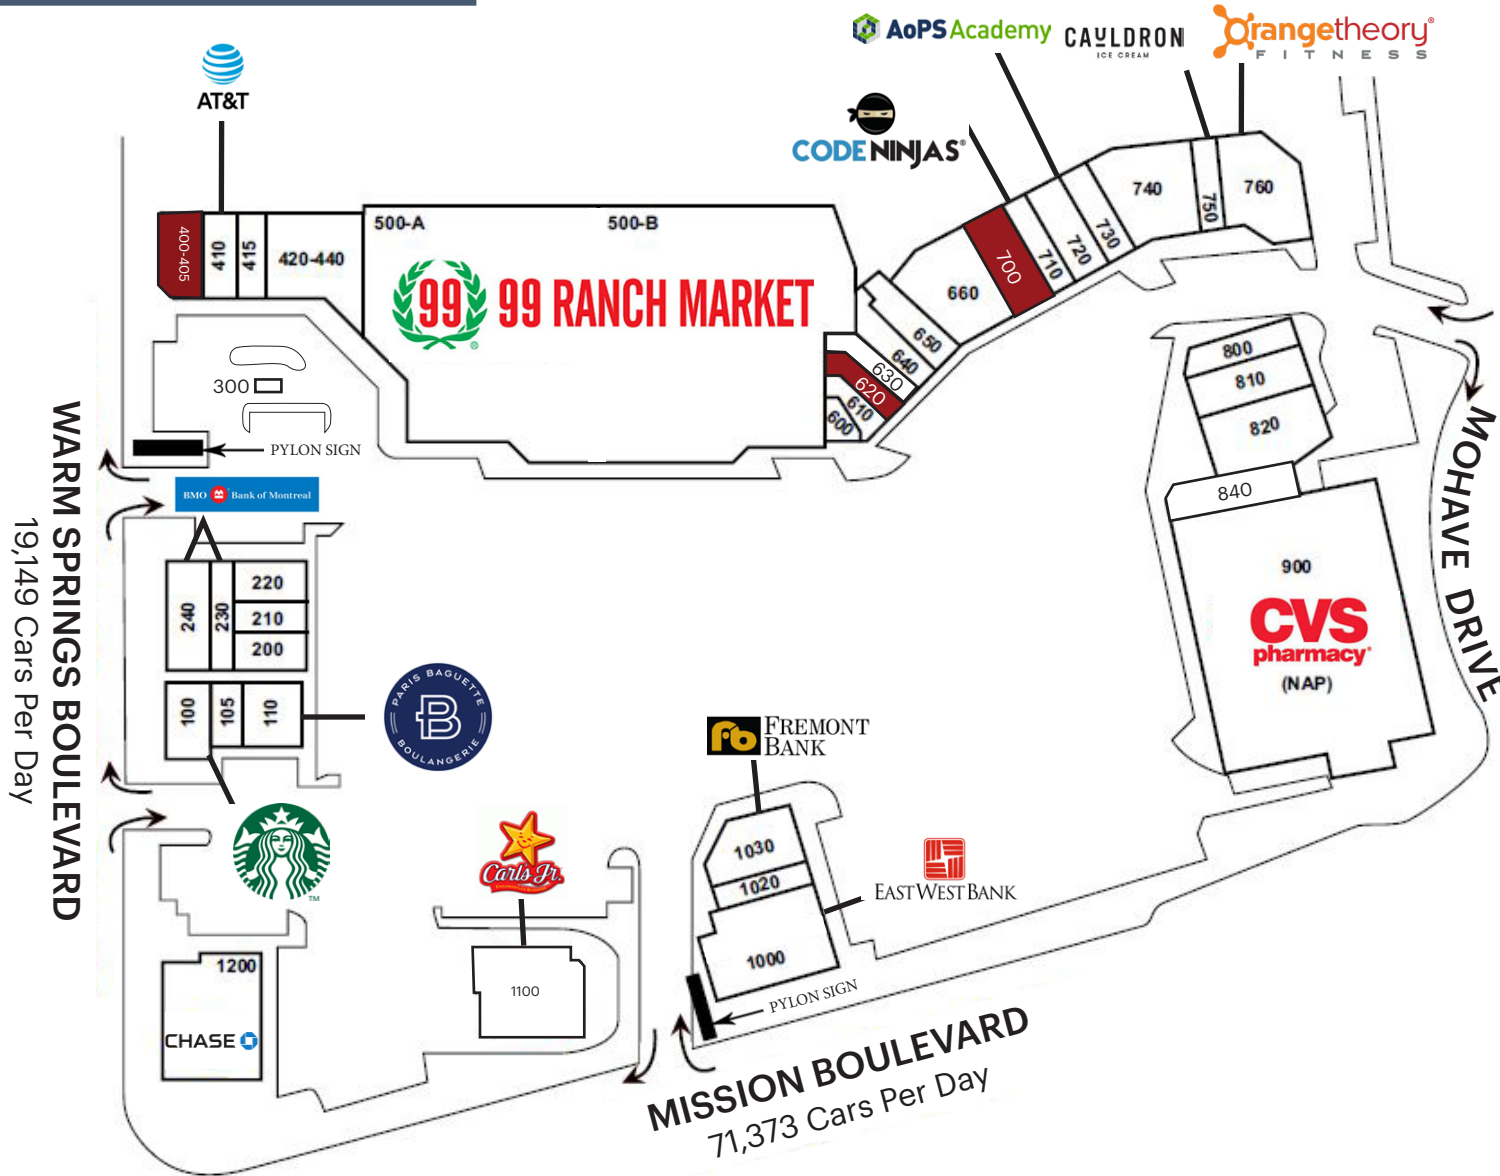 AoPS Academy
CAULDRON
ICE CREAM
Orangetheory®
FITNESS
AT&T
CODE NINJAS®
400-405
410
415
420-440
500-A
500-B
99
99 RANCH MARKET
®
660
700
710
720
730
740
750
760
650
640
630
620
610
600
300
PYLON SIGN
BMO Bank of Montreal
WARM SPRINGS BOULEVARD
19,149 Cars Per Day
240
230
220
210
200
100
105
110
PARIS BAGUETTE
B
BOULANGERIE
TM
800
810
820
840
900
CVS
pharmacy®
(NAP)
MOHAVE DRIVE
fb FREMONT
BANK
1030
1020
1000
EASTWEST BANK
Carl's Jr.
1100
1200
CHASE
PYLON SIGN
MISSION BOULEVARD
71,373 Cars Per Day